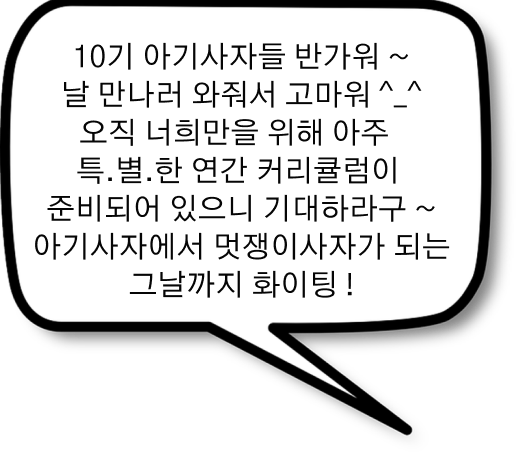 10기 아기사자들 반가워 ~
날 만나러 와줘서 고마워 ^_^
오직 너희만을 위해 아주
특.별.한 연간 커리큘럼이
준비되어 있으니 기대하라구 ~
아기사자에서 멋쟁이사자가 되는
그날까지 화이팅 !